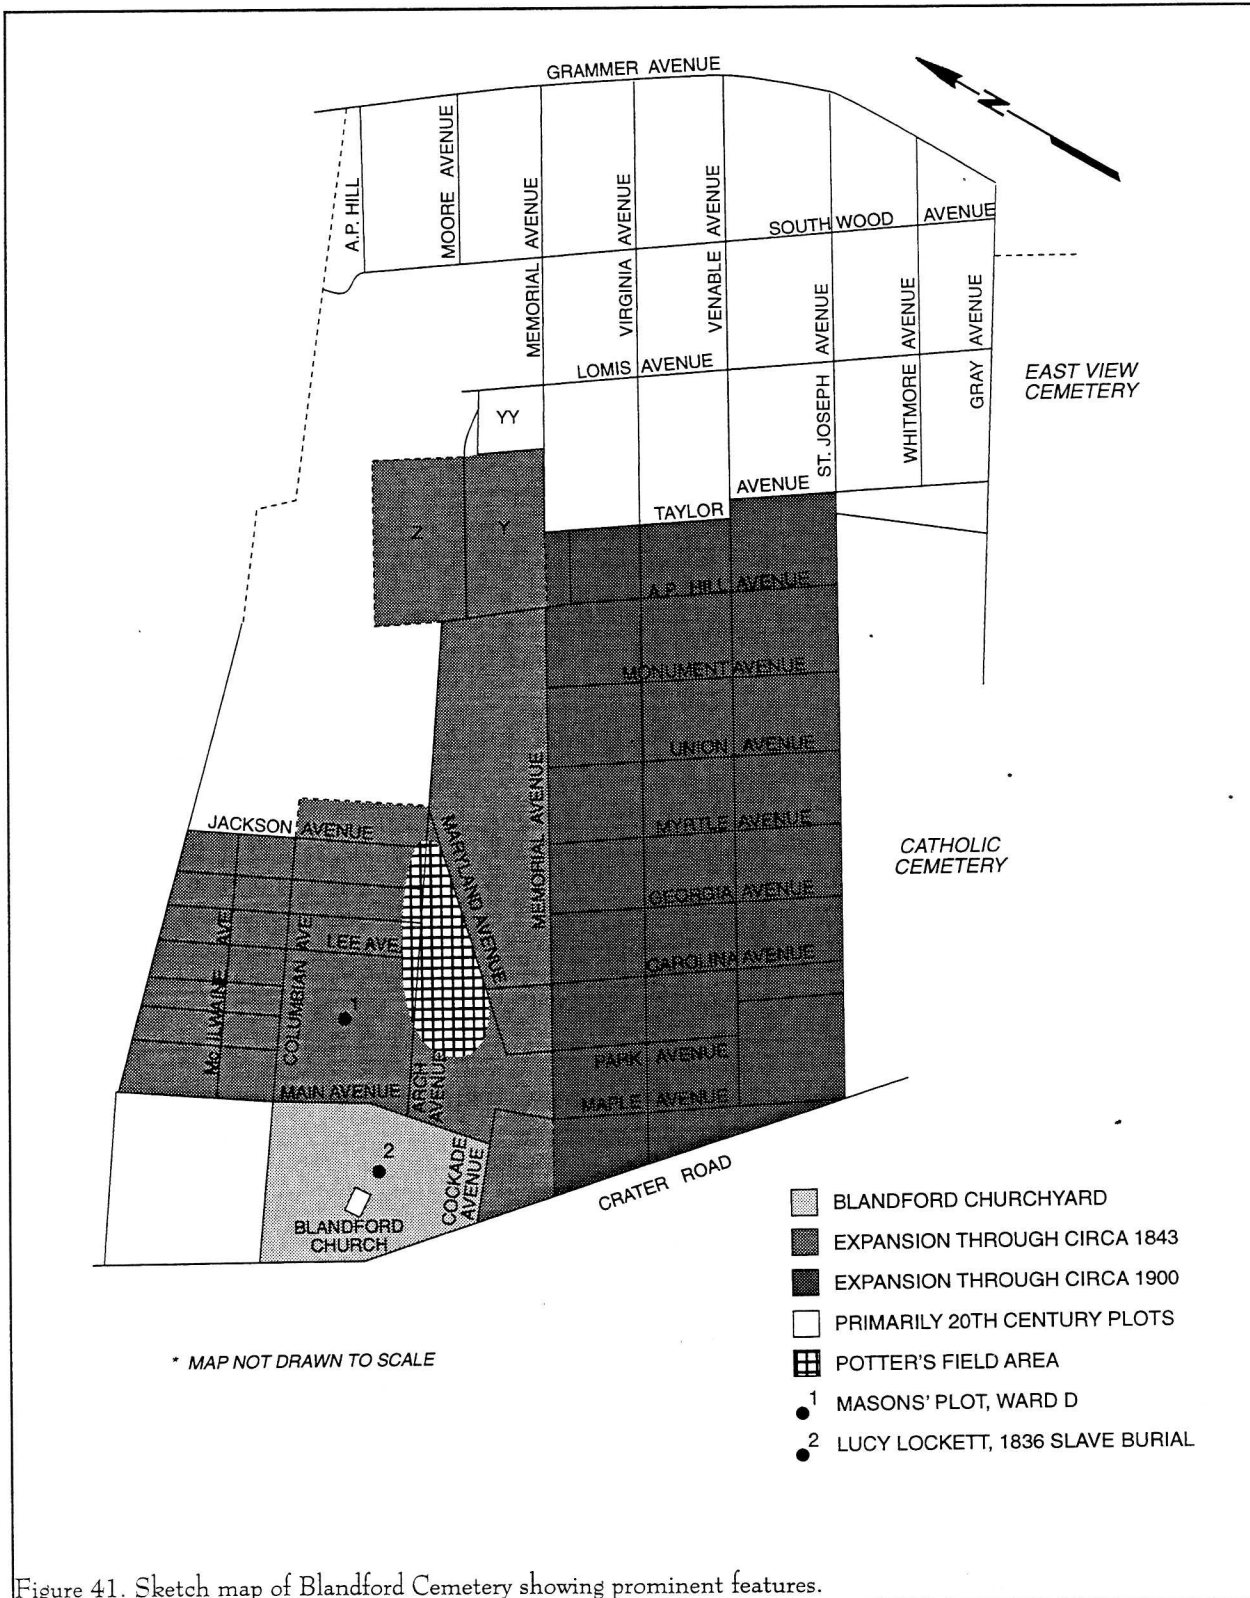 GRAMMER AVENUE
N
A.P. HILL
MOORE AVENUE
MEMORIAL AVENUE
VIRGINIA AVENUE
VENABLE AVENUE
SOUTHWOOD AVENUE
ST. JOSEPH AVENUE
WHITMORE AVENUE
GRAY AVENUE
LOMIS AVENUE
EAST VIEW
CEMETERY
YY
Z
Y
TAYLOR AVENUE
A.P. HILL AVENUE
MONUMENT AVENUE
UNION AVENUE
MEMORIAL AVENUE
MARYLAND AVENUE
MYRTLE AVENUE
JACKSON AVENUE
CATHOLIC
CEMETERY
GEORGIA AVENUE
LEE AVE
CAROLINA AVENUE
Mc ILWAINE AVE
COLUMBIAN AVE
1
PARK AVENUE
MAIN AVENUE
ARCH
AVENUE
MAPLE AVENUE
2
COCKADE
AVENUE
CRATER ROAD
BLANDFORD
CHURCH
BLANDFORD CHURCHYARD
EXPANSION THROUGH CIRCA 1843
EXPANSION THROUGH CIRCA 1900
PRIMARILY 20TH CENTURY PLOTS
POTTER'S FIELD AREA
1 MASONS' PLOT, WARD D
2 LUCY LOCKETT, 1836 SLAVE BURIAL
* MAP NOT DRAWN TO SCALE
Figure 41. Sketch map of Blandford Cemetery showing prominent features.